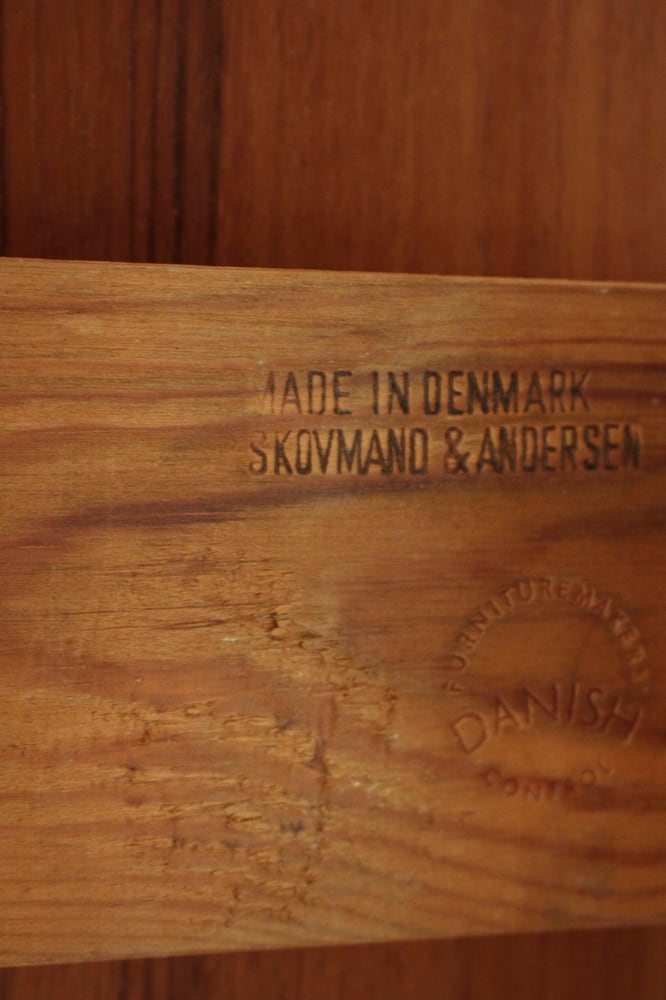 MADE IN DENMARK
SKOVMAND & ANDERSEN
FURNITUREMAKERS
DANISH
CONTROL